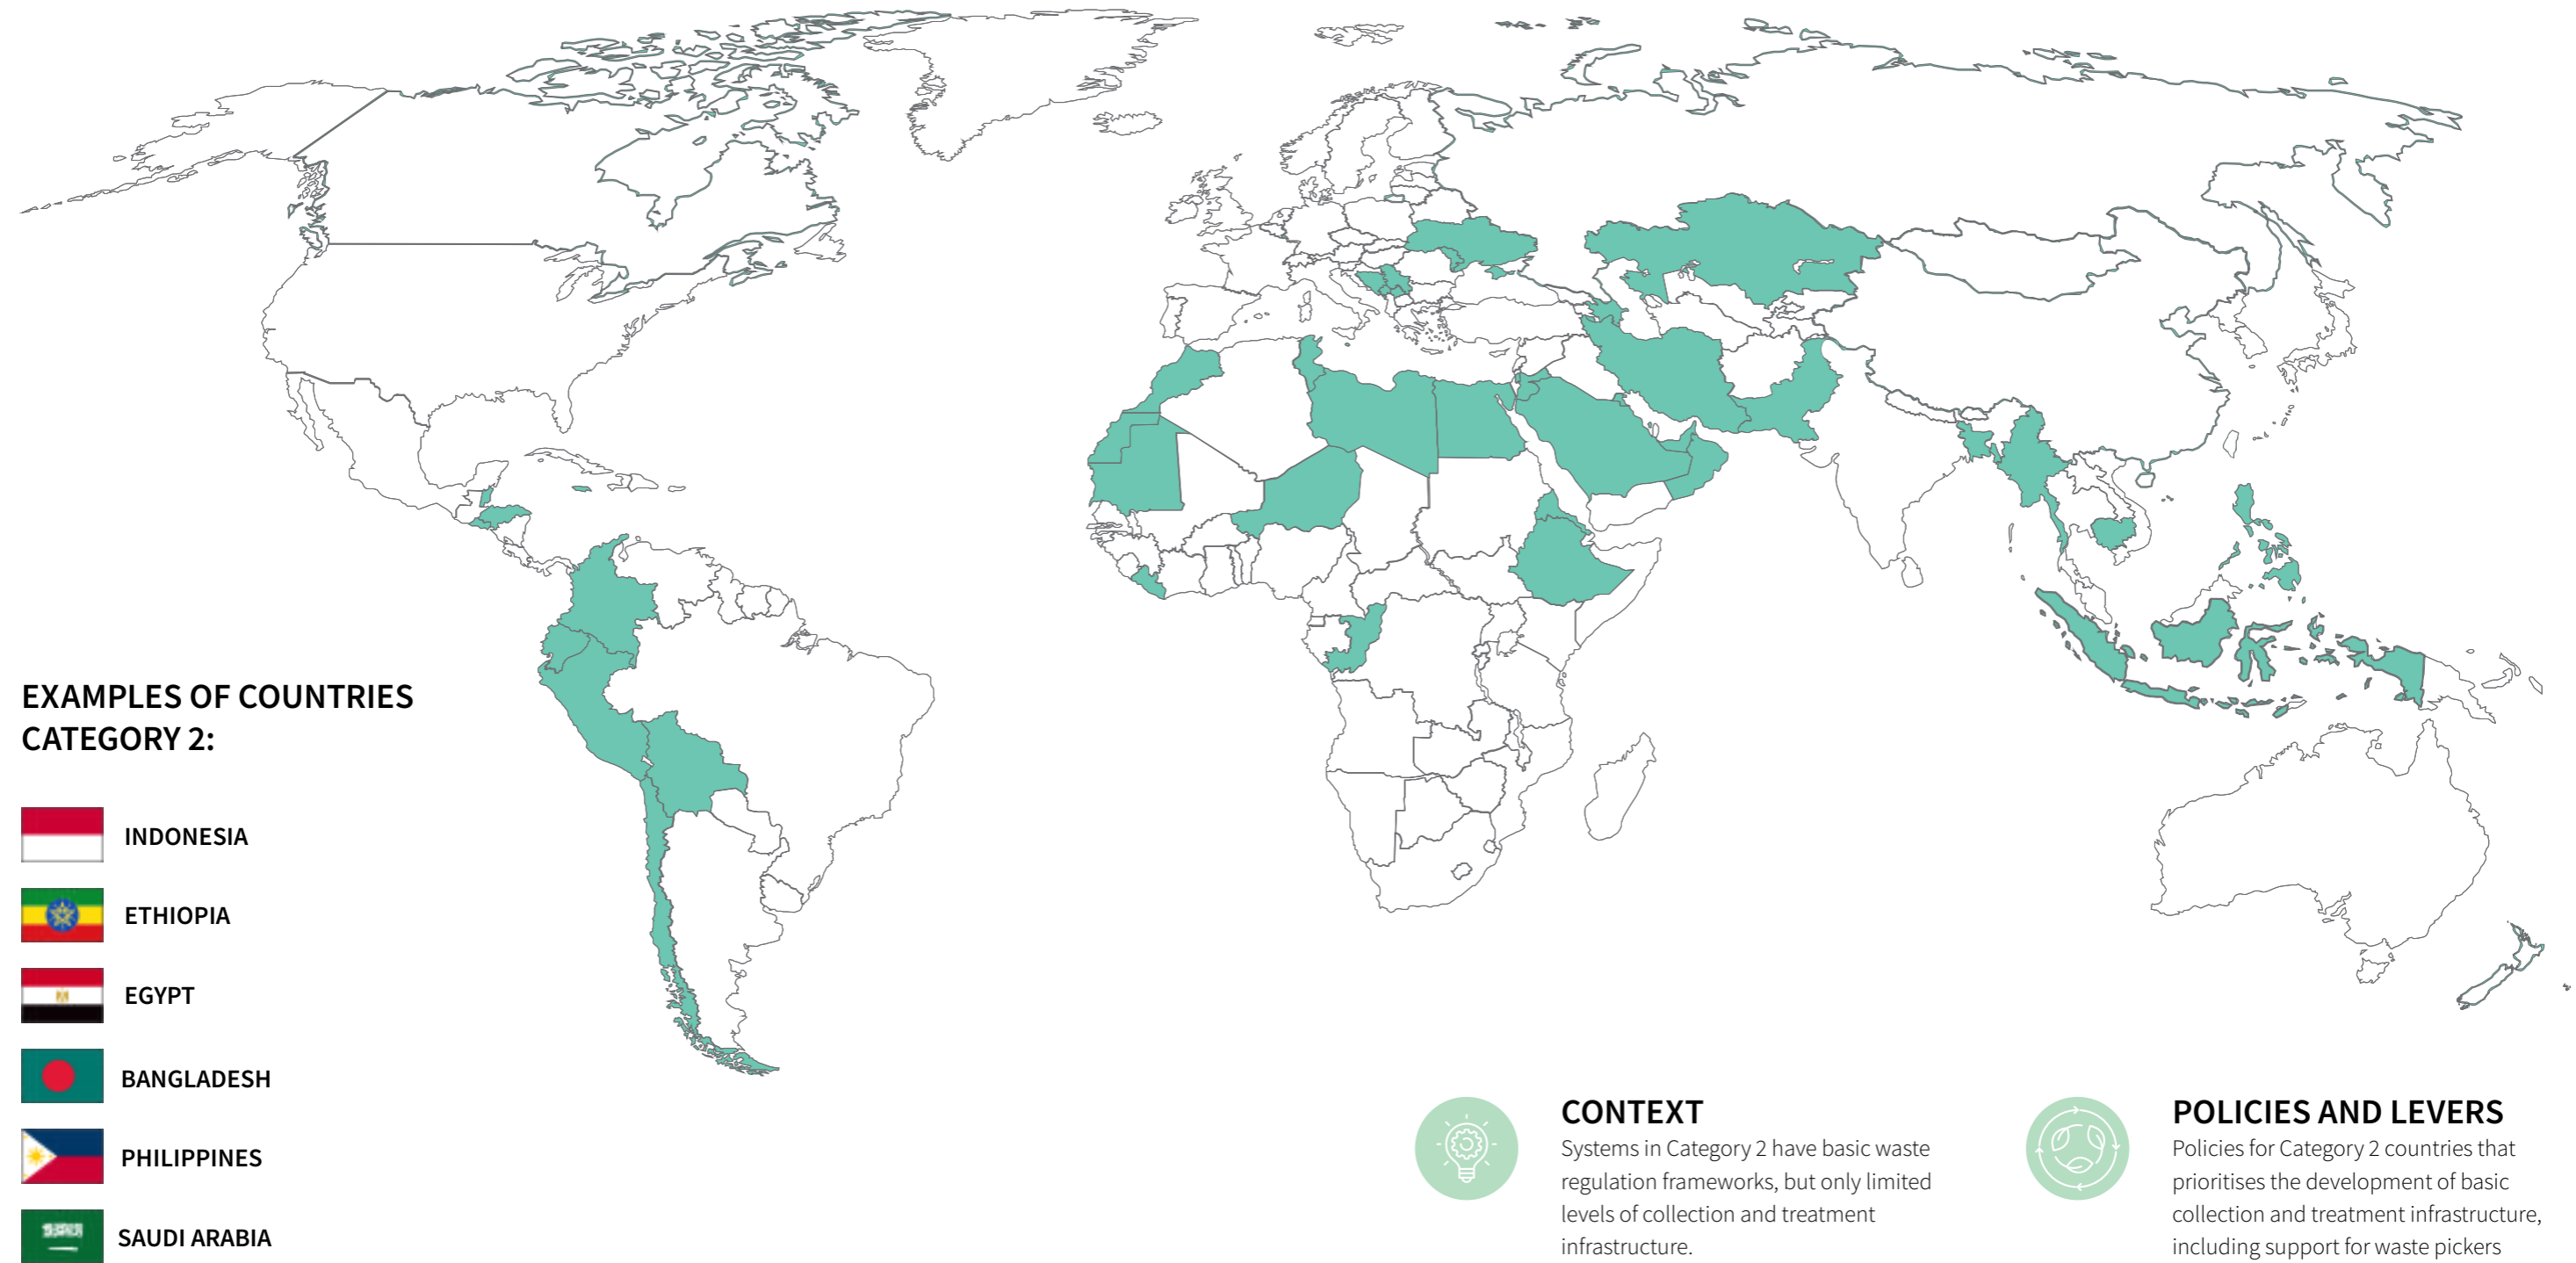 EXAMPLES OF COUNTRIES
CATEGORY 2:
INDONESIA
ETHIOPIA
EGYPT
BANGLADESH
PHILIPPINES
SAUDI ARABIA
CONTEXT
Systems in Category 2 have basic waste
regulation frameworks, but only limited
levels of collection and treatment
infrastructure.
POLICIES AND LEVERS
Policies for Category 2 countries that
prioritises the development of basic
collection and treatment infrastructure,
including support for waste pickers